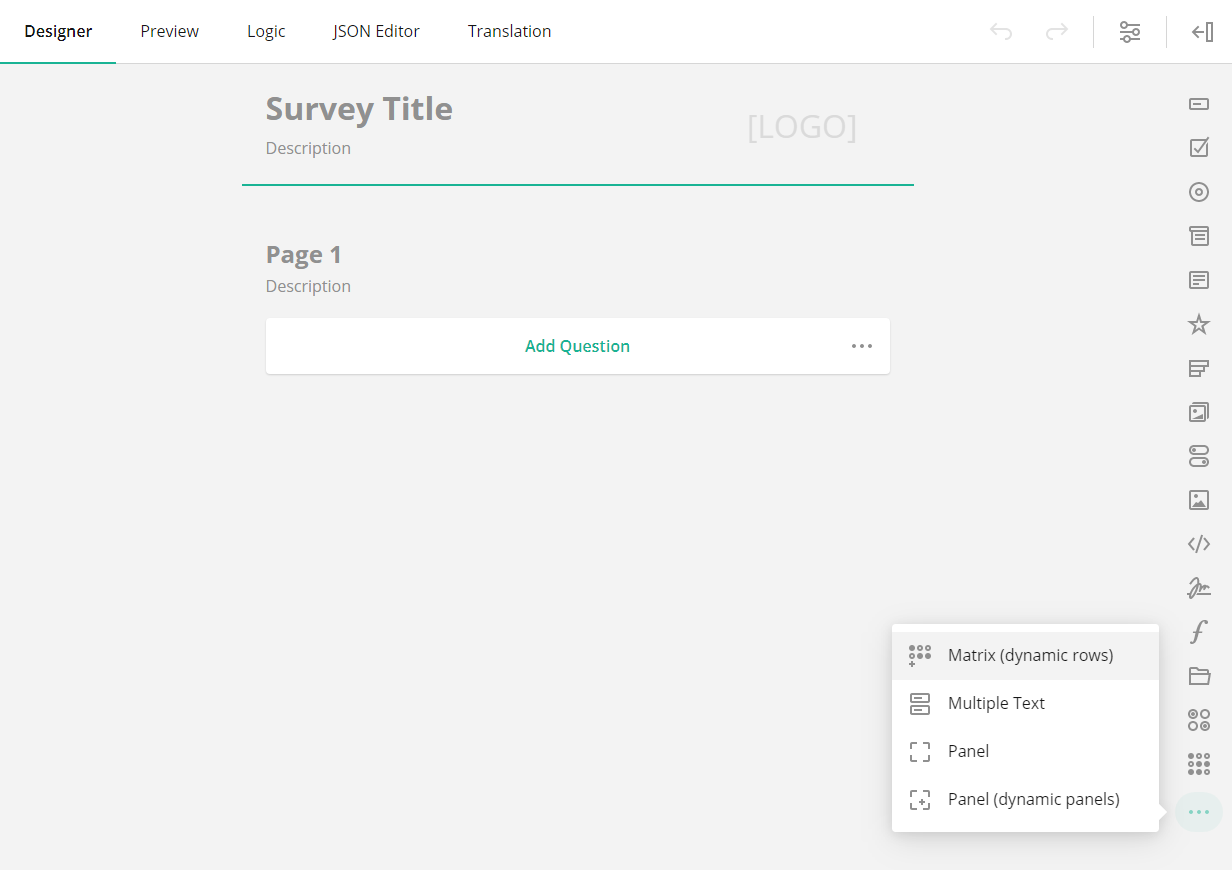 Designer
Preview
Logic
JSON Editor
Translation
Survey Title
[LOGO]
Description
Page 1
Description
Add Question
Matrix (dynamic rows)
Multiple Text
Panel
Panel (dynamic panels)